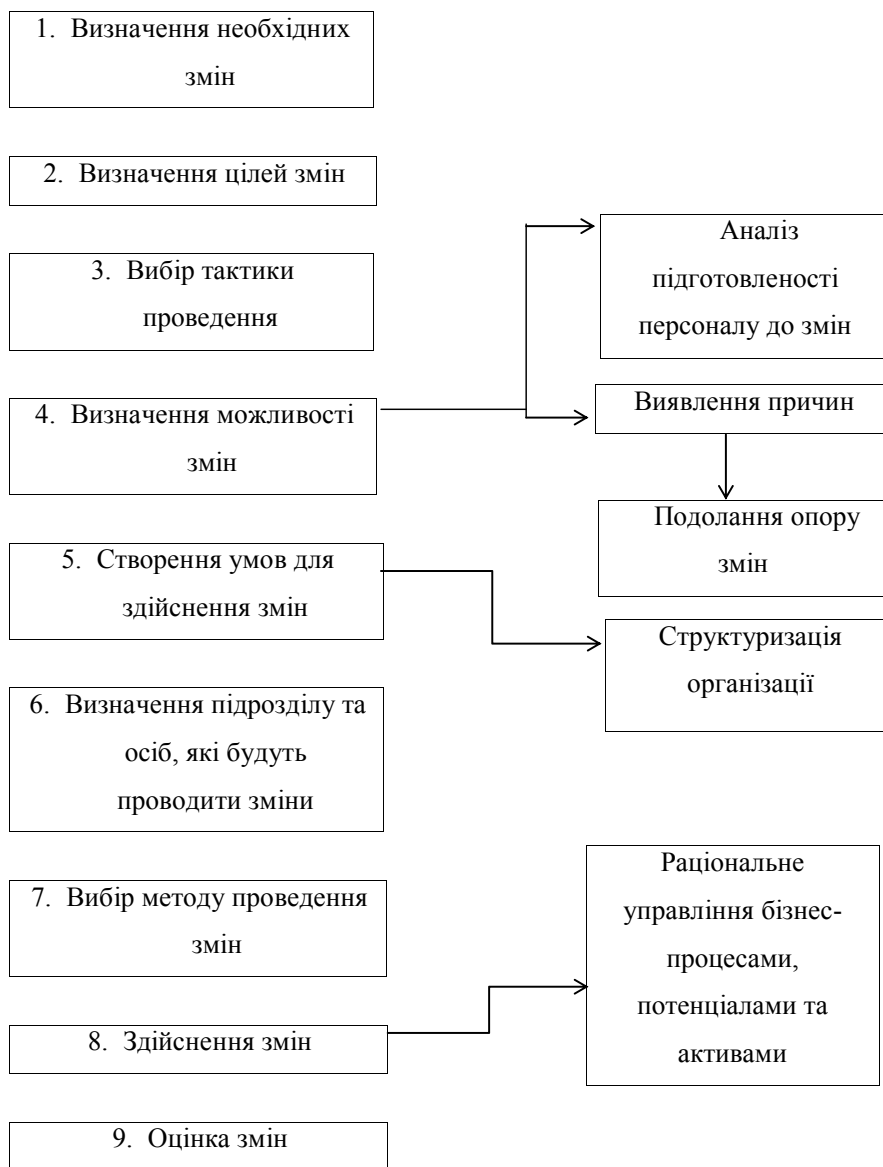 1. Визначення необхідних
змін
2. Визначення цілей змін
3. Вибір тактики
проведення
4. Визначення можливості
змін
5. Створення умов для
здійснення змін
6. Визначення підрозділу та
осіб, які будуть
проводити зміни
7. Вибір методу проведення
змін
8. Здійснення змін
9. Оцінка змін
Аналіз
підготовленості
персоналу до змін
Виявлення причин
Подолання опору
змін
Структуризація
організації
Раціональне
управління бізнес-
процесами,
потенціалами та
активами